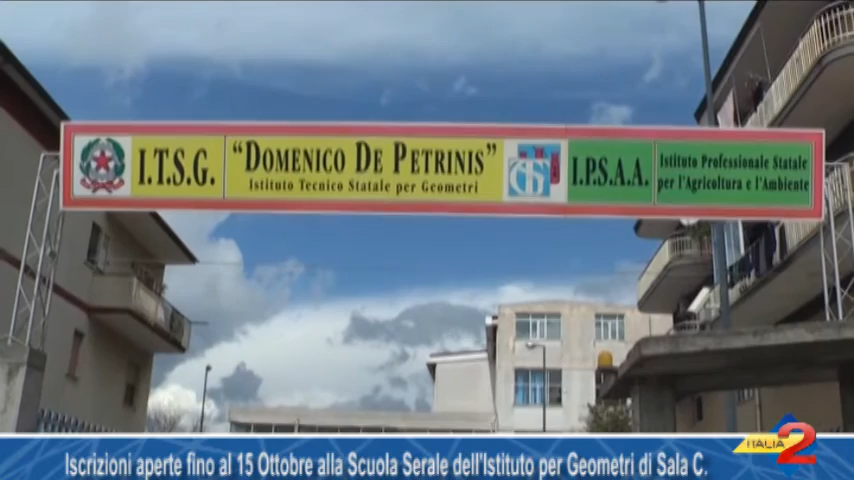 I.T.S.G.
"DOMENICO DE PETRINIS"
Istituto Tecnico Statale per Geometri
I.P.S.A.A.
Istituto Professionale Statale
per l'Agricoltura e l'Ambiente
ITALIA 2
Iscrizioni aperte fino al 15 Ottobre alla Scuola Serale dell'Istituto per Geometri di Sala C.